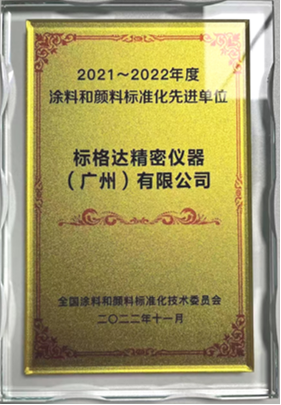 2021～2022年度
涂料和颜料标准化先进单位
标格达精密仪器
（广州）有限公司
全国涂料和颜料标准化技术委员会
二〇二二年十一月